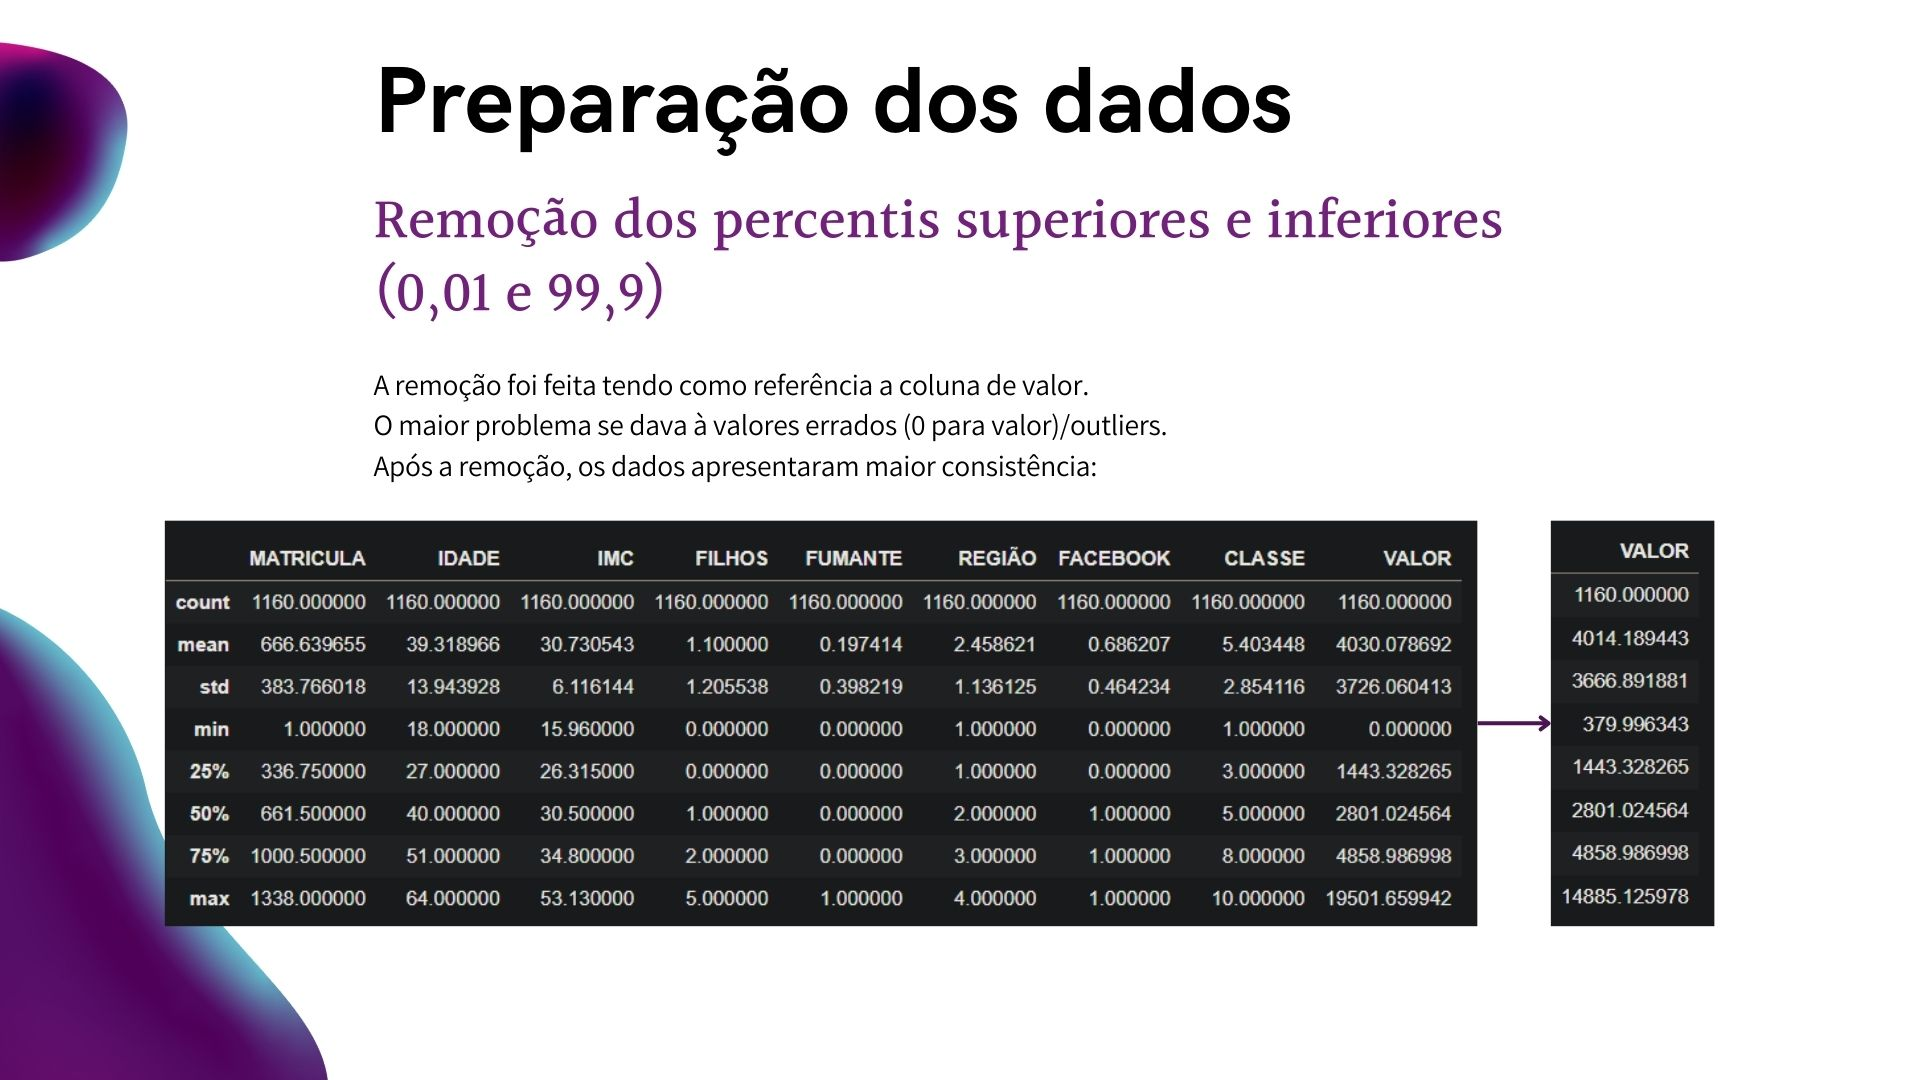 Preparação dos dados
Remoção dos percentis superiores e inferiores
(0,01 e 99,9)
A remoção foi feita tendo como referência a coluna de valor.
O maior problema se dava à valores errados (0 para valor)/outliers.
Após a remoção, os dados apresentaram maior consistência:
MATRICULA IDADE IMC FILHOS FUMANTE REGIÃO FACEBOOK CLASSE VALOR
count 1160.000000 1160.000000 1160.000000 1160.000000 1160.000000 1160.000000 1160.000000 1160.000000 1160.000000
mean 666.639655 39.318966 30.730543 1.100000 0.197414 2.458621 0.686207 5.403448 4030.078692
std 383.766018 13.943928 6.116144 1.205538 0.398219 1.136125 0.464234 2.854116 3726.060413
min 1.000000 18.000000 15.960000 0.000000 0.000000 1.000000 0.000000 1.000000 0.000000
25% 336.750000 27.000000 26.315000 0.000000 0.000000 1.000000 0.000000 3.000000 1443.328265
50% 661.500000 40.000000 30.500000 1.000000 0.000000 2.000000 1.000000 5.000000 2801.024564
75% 1000.500000 51.000000 34.800000 2.000000 0.000000 3.000000 1.000000 8.000000 4858.986998
max 1338.000000 64.000000 53.130000 5.000000 1.000000 4.000000 1.000000 10.000000 19501.659942
VALOR
1160.000000
4014.189443
3666.891881
379.996343
1443.328265
2801.024564
4858.986998
14885.125978